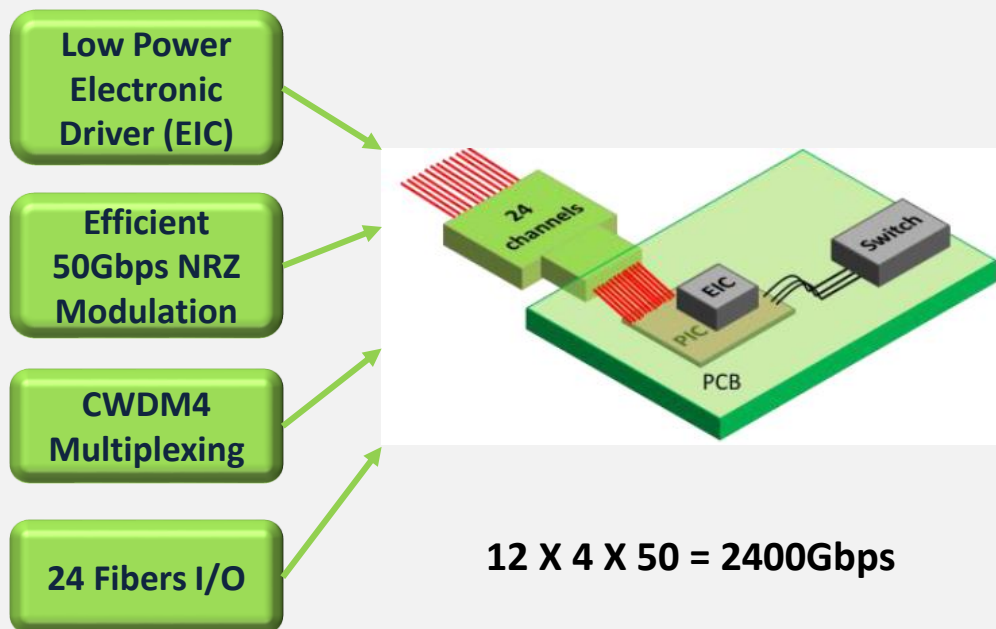 Low Power
Electronic
Driver (EIC)
Efficient
50Gbps NRZ
Modulation
CWDM4
Multiplexing
24 Fibers I/O
24
channels
Switch
EIC
PIC
PCB
12 X 4 X 50 = 2400Gbps